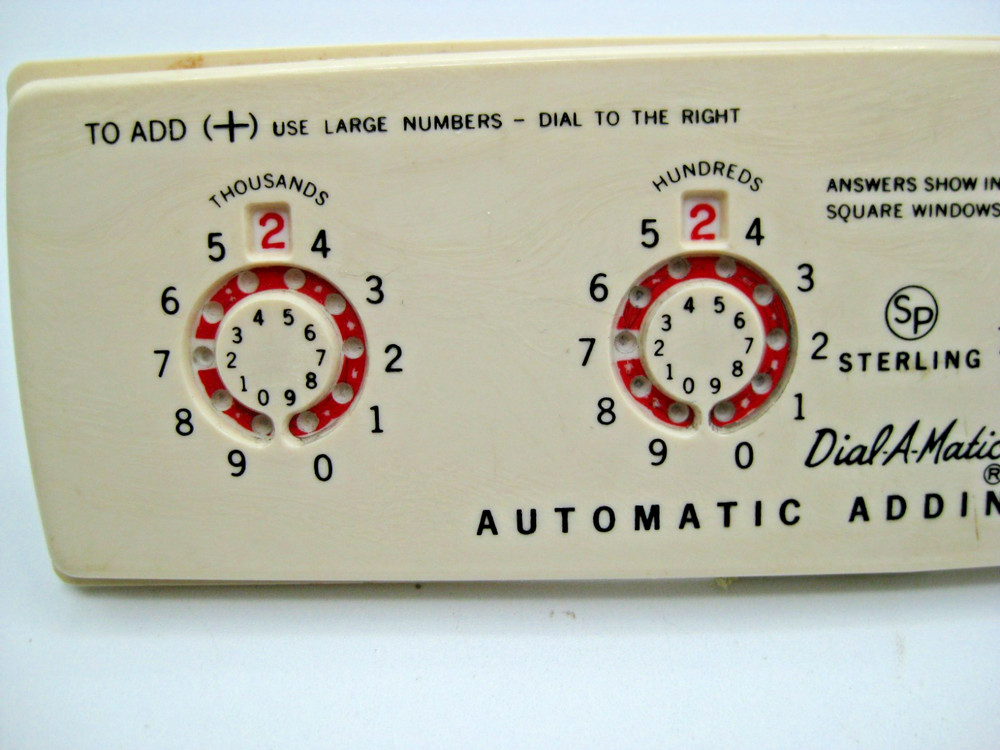 TO ADD (+) USE LARGE NUMBERS - DIAL TO THE RIGHT
THOUSANDS
2
5 4
6 3
7 2
8 1
9 0
4 5
3 6
2 7
1 8
0 9
HUNDREDS
2
5 4
6 3
7 2
8 1
9 0
4 5
3 6
2 7
1 8
0 9
ANSWERS SHOW IN
SQUARE WINDOWS
SP
STERLING
Dial-A-Matic
®
AUTOMATIC ADDIN